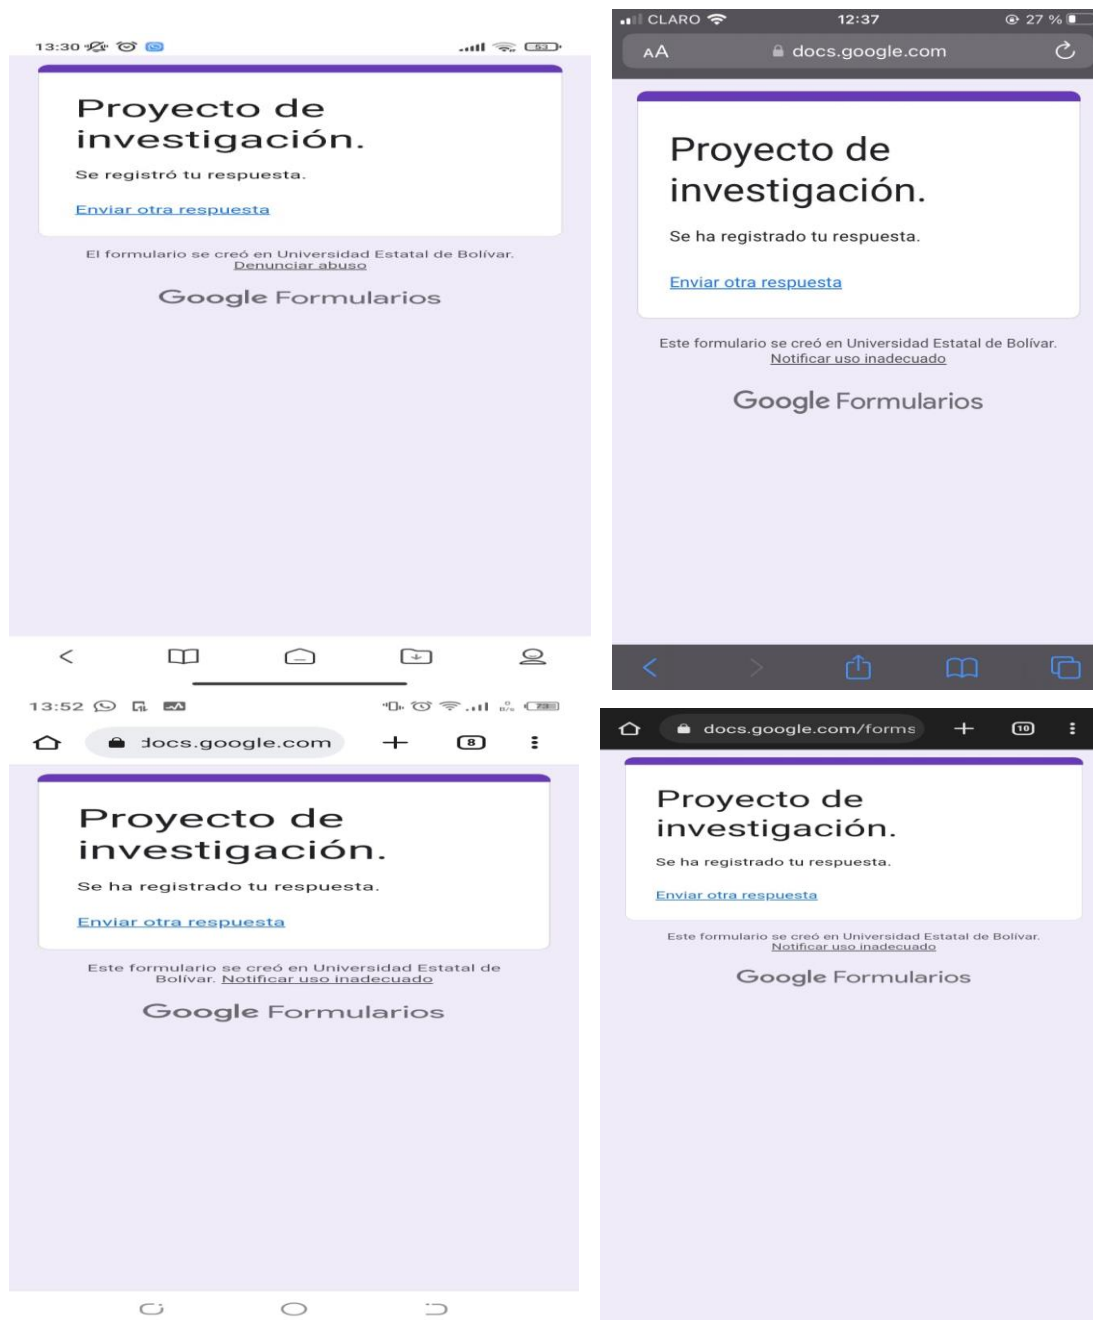 13:30
53
Proyecto de
investigación.
Se registró tu respuesta.
Enviar otra respuesta
El formulario se creó en Universidad Estatal de Bolívar.
Denunciar abuso
Google Formularios
CLARO
12:37
27 %
AA
docs.google.com
Proyecto de
investigación.
Se ha registrado tu respuesta.
Enviar otra respuesta
Este formulario se creó en Universidad Estatal de Bolívar.
Notificar uso inadecuado
Google Formularios
13:52
docs.google.com
8
Proyecto de
investigación.
Se ha registrado tu respuesta.
Enviar otra respuesta
Este formulario se creó en Universidad Estatal de
Bolívar. Notificar uso inadecuado
Google Formularios
docs.google.com/forms
10
Proyecto de
investigación.
Se ha registrado tu respuesta.
Enviar otra respuesta
Este formulario se creó en Universidad Estatal de Bolívar.
Notificar uso inadecuado
Google Formularios